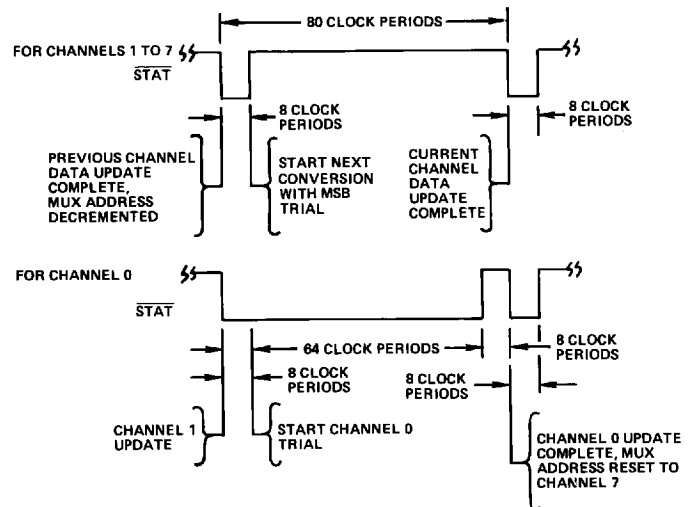 80 CLOCK PERIODS
FOR CHANNELS 1 TO 7
STAT
8 CLOCK
PERIODS
8 CLOCK
PERIODS
PREVIOUS CHANNEL
DATA UPDATE
COMPLETE,
MUX ADDRESS
DECREMENTED
START NEXT
CONVERSION
WITH MSB
TRIAL
CURRENT
CHANNEL
DATA
UPDATE
COMPLETE
FOR CHANNEL 0
STAT
64 CLOCK PERIODS
8 CLOCK
PERIODS
8 CLOCK
PERIODS
8 CLOCK
PERIODS
CHANNEL 1
UPDATE
START CHANNEL 0
TRIAL
CHANNEL 0 UPDATE
COMPLETE, MUX
ADDRESS RESET TO
CHANNEL 7